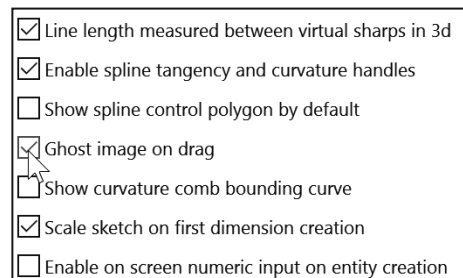 Line length measured between virtual sharps in 3d
Enable spline tangency and curvature handles
Show spline control polygon by default
Ghost image on drag
Show curvature comb bounding curve
Scale sketch on first dimension creation
Enable on screen numeric input on entity creation